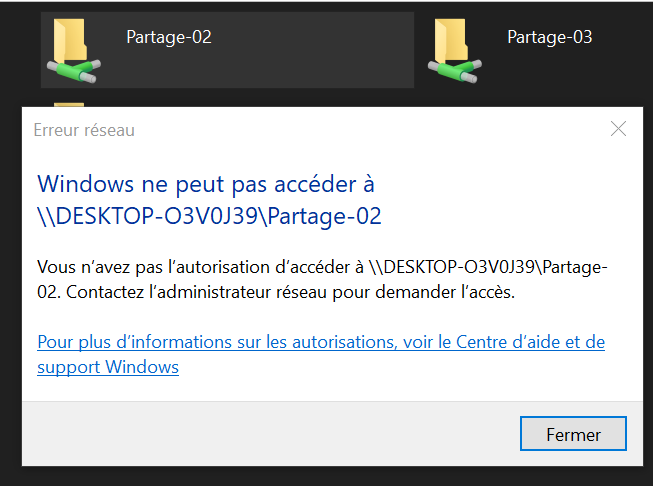 Partage-02
Partage-03
Erreur réseau
Windows ne peut pas accéder à
\\DESKTOP-O3V0J39\Partage-02
Vous n’avez pas l’autorisation d’accéder à \\DESKTOP-O3V0J39\Partage-
02. Contactez l’administrateur réseau pour demander l’accès.
Pour plus d’informations sur les autorisations, voir le Centre d’aide et de
support Windows
Fermer